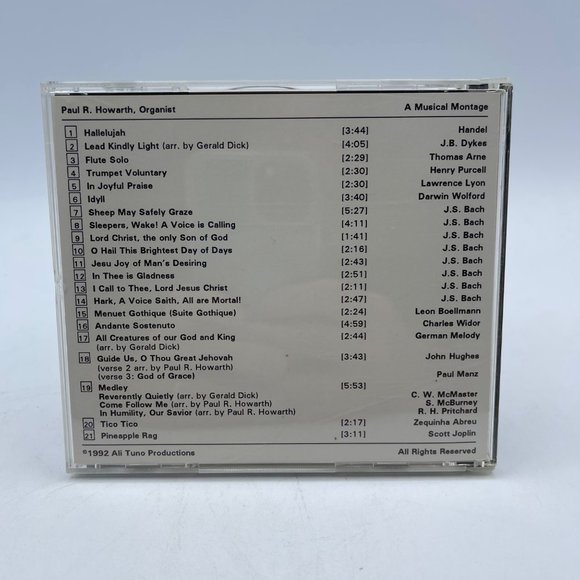 Paul R. Howarth, Organist A Musical Montage
1 Hallelujah [3:44] Handel
2 Lead Kindly Light (arr. by Gerald Dick) [4:05] J.B. Dykes
3 Flute Solo [2:29] Thomas Arne
4 Trumpet Voluntary [2:30] Henry Purcell
5 In Joyful Praise [2:30] Lawrence Lyon
6 Idyll [3:40] Darwin Wolford
7 Sheep May Safely Graze [5:27] J.S. Bach
8 Sleepers, Wake! A Voice is Calling [4:11] J.S. Bach
9 Lord Christ, the only Son of God [1:41] J.S. Bach
10 O Hail This Brightest Day of Days [2:16] J.S. Bach
11 Jesu Joy of Man's Desiring [2:43] J.S. Bach
12 In Thee is Gladness [2:51] J.S. Bach
13 I Call to Thee, Lord Jesus Christ [2:11] J.S. Bach
14 Hark, A Voice Saith, All are Mortal! [2:47] J.S. Bach
15 Menuet Gothique (Suite Gothique) [2:24] Leon Boellmann
16 Andante Sostenuto [4:59] Charles Widor
17 All Creatures of our God and King [2:44] German Melody
(arr. by Gerald Dick)
18 Guide Us, O Thou Great Jehovah [3:43] John Hughes
(verse 2 arr. by Paul R. Howarth)
(verse 3: God of Grace) Paul Manz
19 Medley [5:53]
Reverently Quietly (arr. by Gerald Dick) C. W. McMaster
Come Follow Me (arr. by Paul R. Howarth) S. McBurney
In Humility, Our Savior (arr. by Paul R. Howarth) R. H. Pritchard
20 Tico Tico [2:17] Zequinha Abreu
21 Pineapple Rag [3:11] Scott Joplin
©1992 Ali Tuno Productions All Rights Reserved